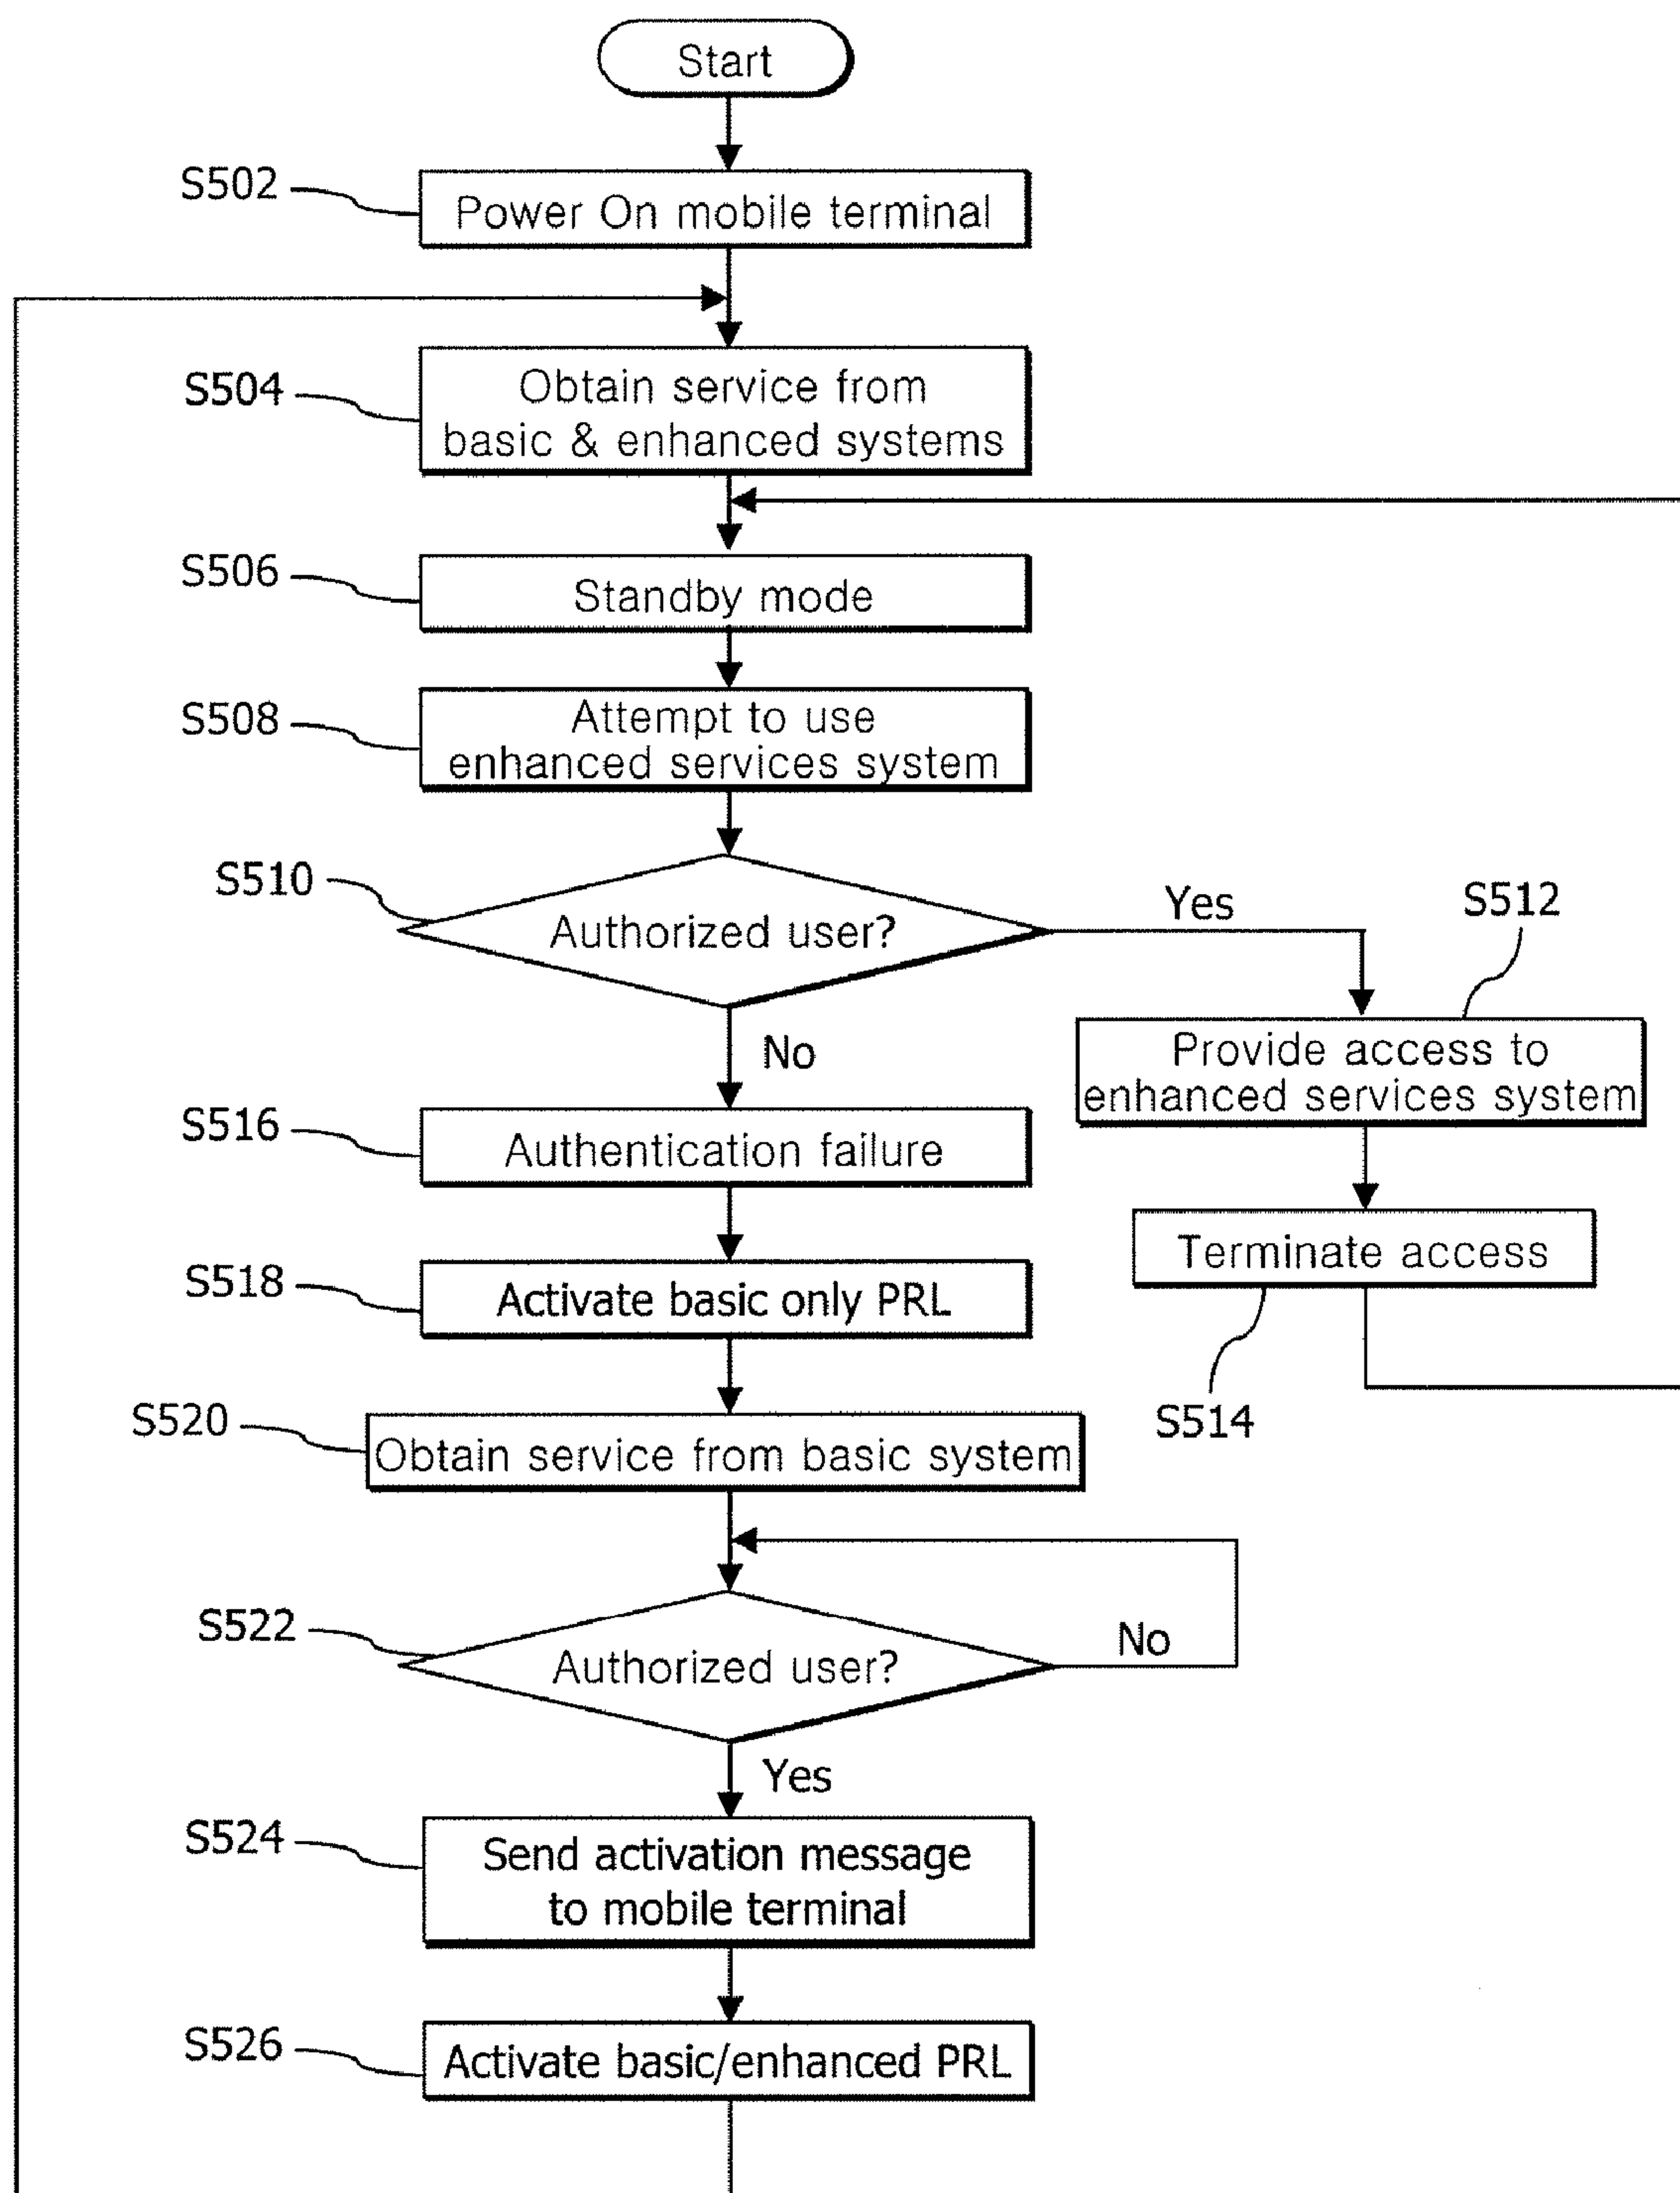 Start
S502
Power On mobile terminal
S504
Obtain service from
basic & enhanced systems
S506
Standby mode
S508
Attempt to use
enhanced services system
S510
Authorized user?
Yes
S512
No
Provide access to
enhanced services system
S516
Authentication failure
Terminate access
S514
S518
Activate basic only PRL
S520
Obtain service from basic system
S522
Authorized user?
No
Yes
S524
Send activation message
to mobile terminal
S526
Activate basic/enhanced PRL